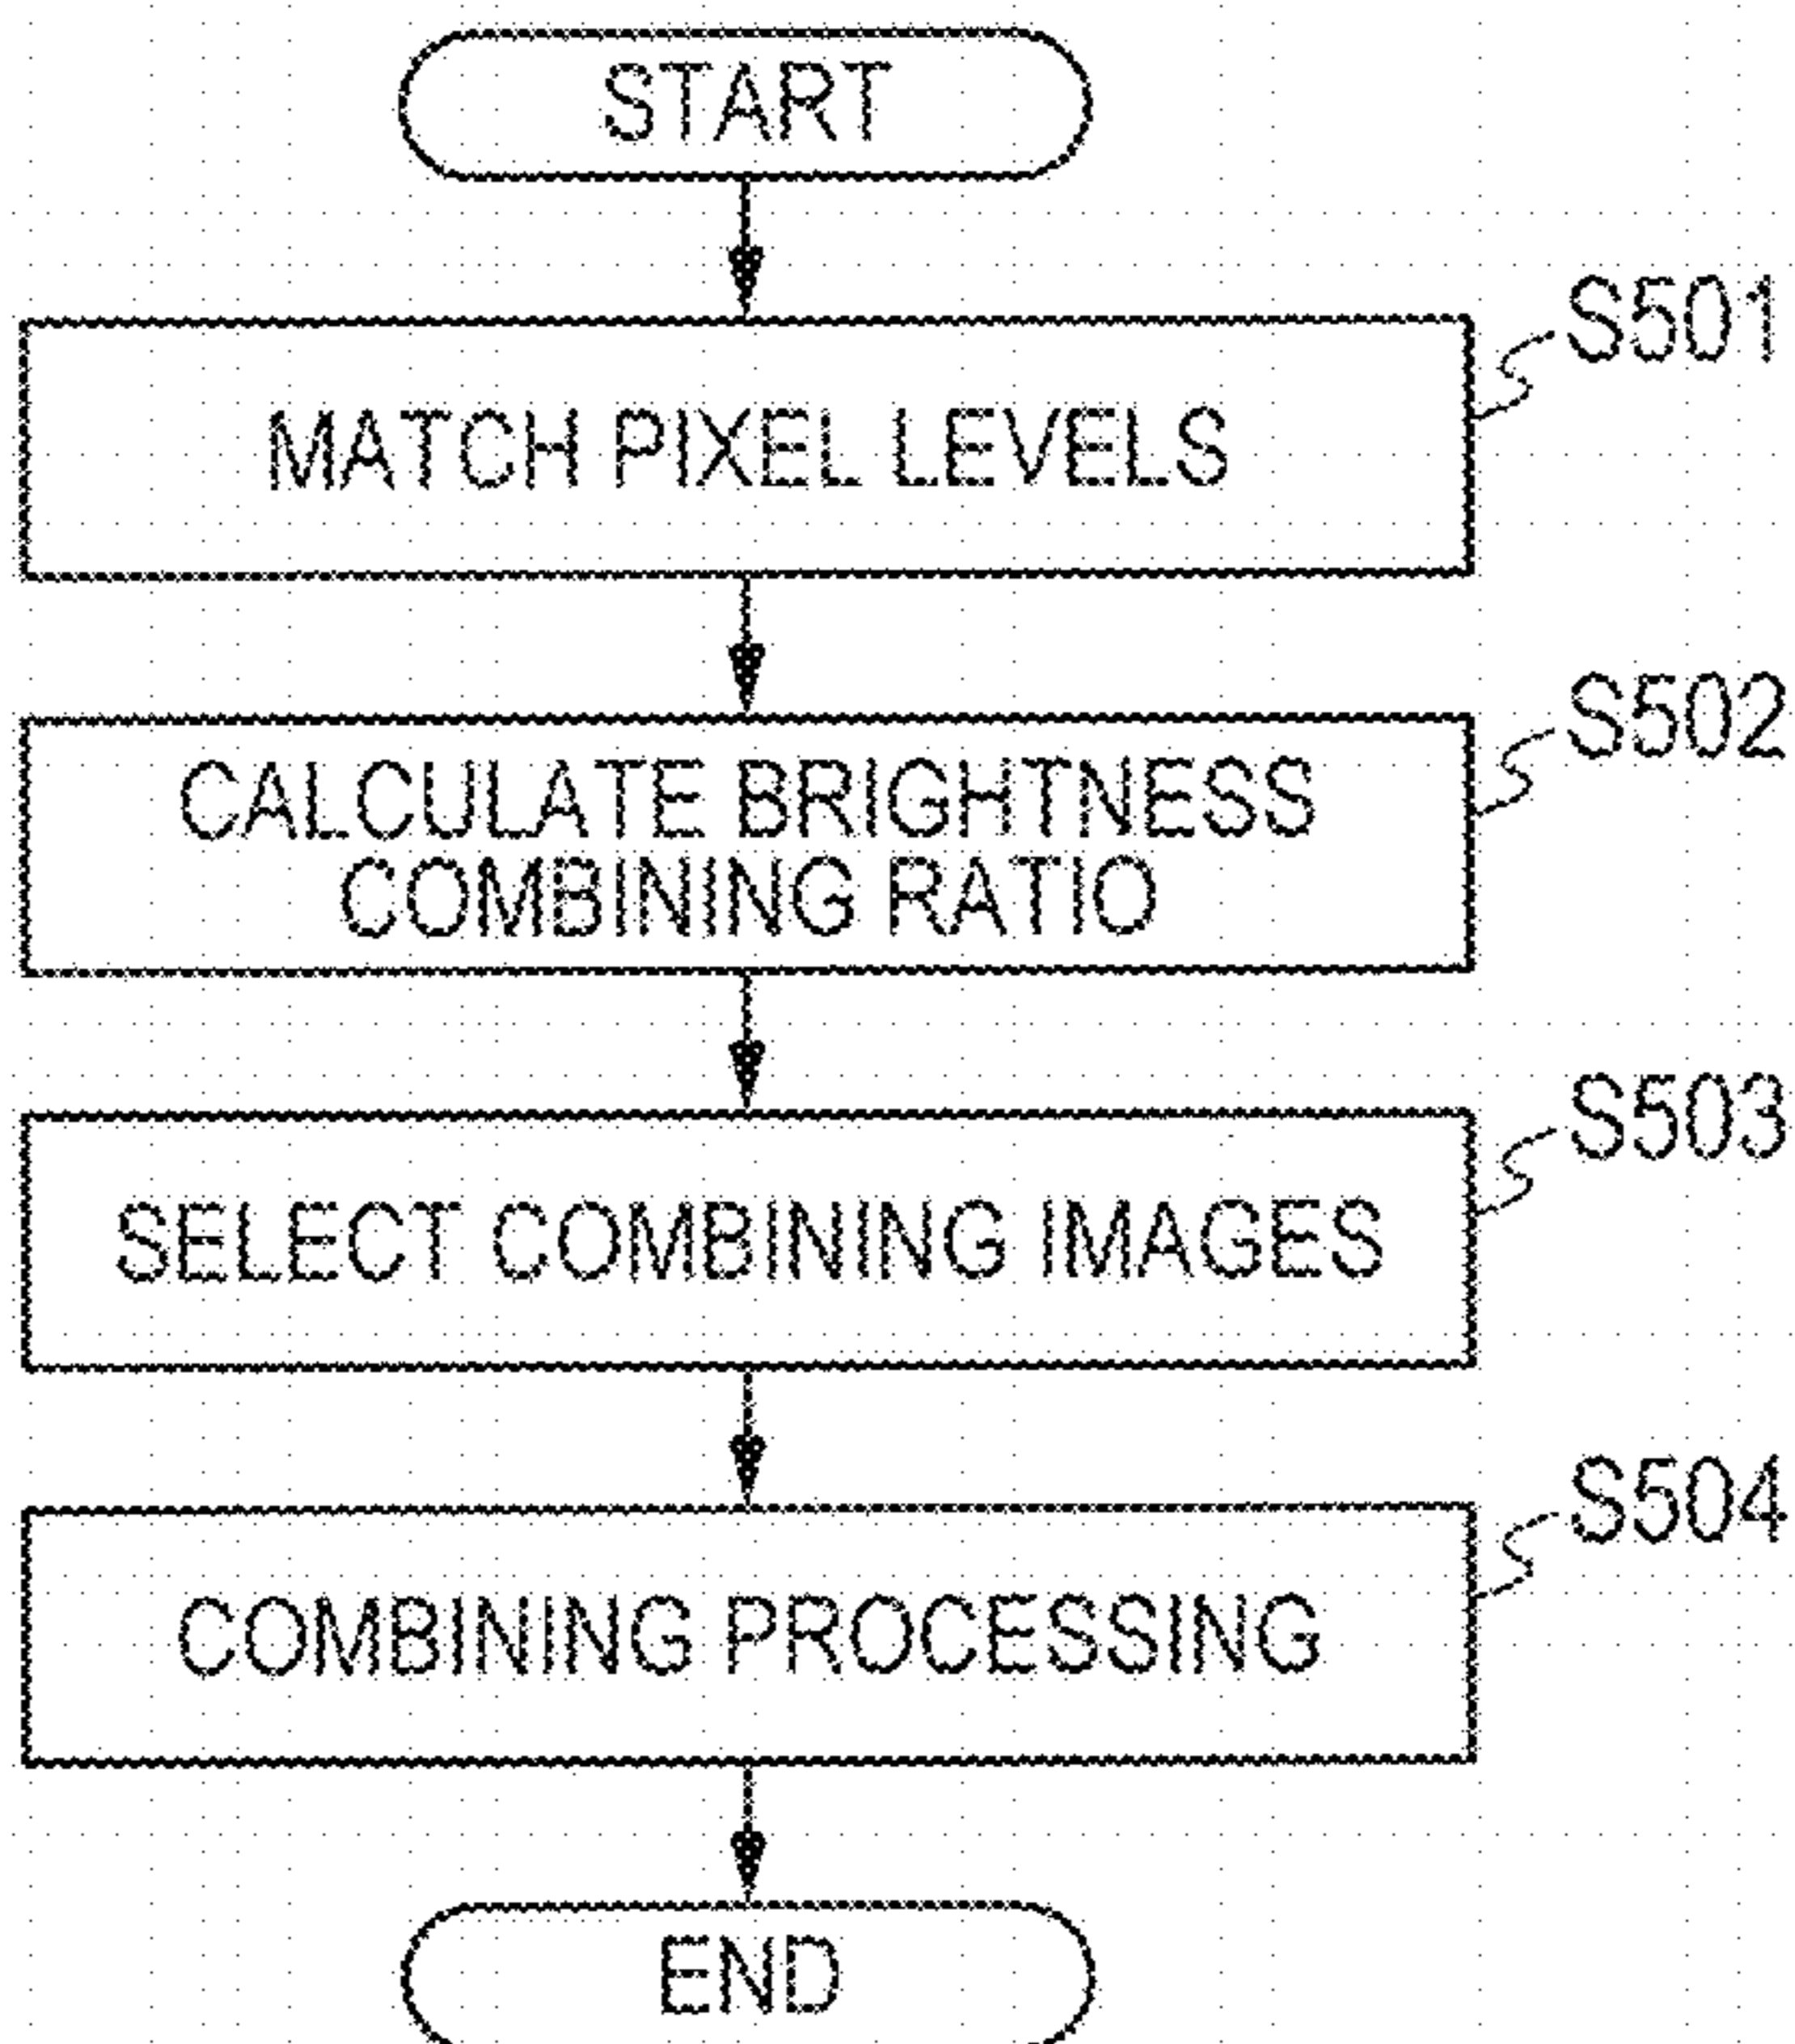 START
S501
MATCH PIXEL LEVELS
S502
CALCULATE BRIGHTNESS
COMBINING RATIO
S503
SELECT COMBINING IMAGES
S504
COMBINING PROCESSING
END